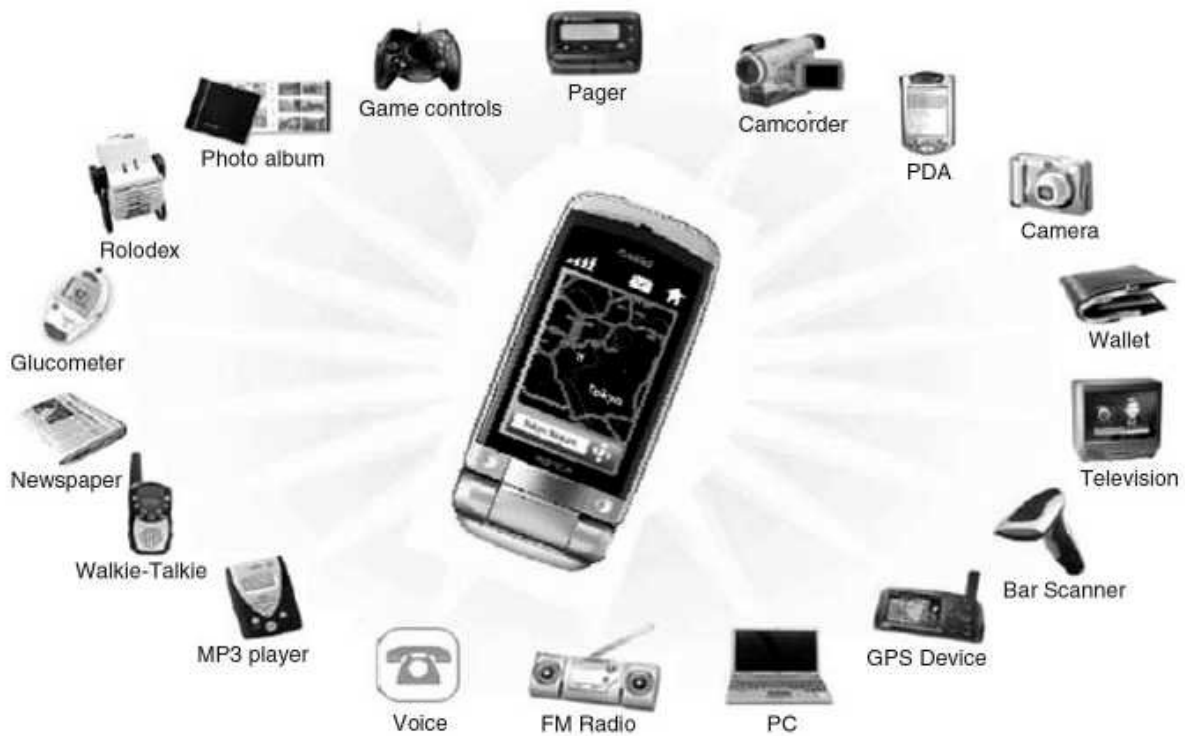 Game controls
Pager
Camcorder
Photo album
PDA
Camera
Rolodex
Wallet
Glucometer
Tokyo
Newspaper
Television
Walkie-Talkie
Bar Scanner
MP3 player
GPS Device
Voice
FM Radio
PC